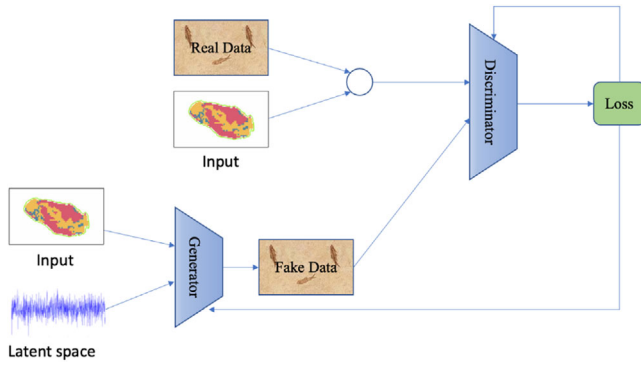 Real Data
Input
Discriminator
Loss
Input
Generator
Fake Data
Latent space